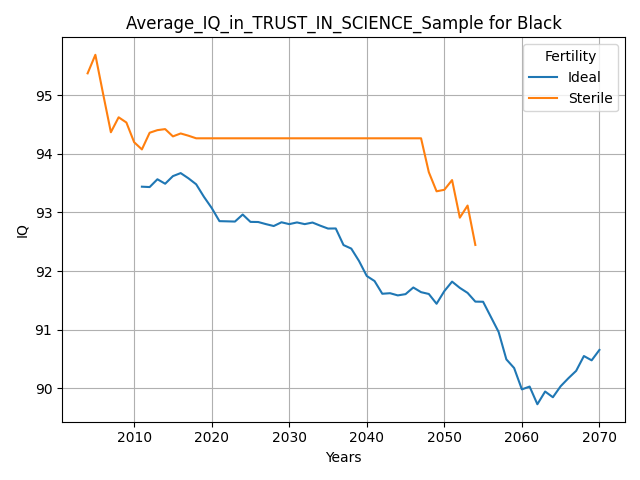 Average_IQ_in_TRUST_IN_SCIENCE_Sample for Black
Fertility
Ideal
Sterile
95
94
93
92
91
90
IQ
2010 2020 2030 2040 2050 2060 2070
Years